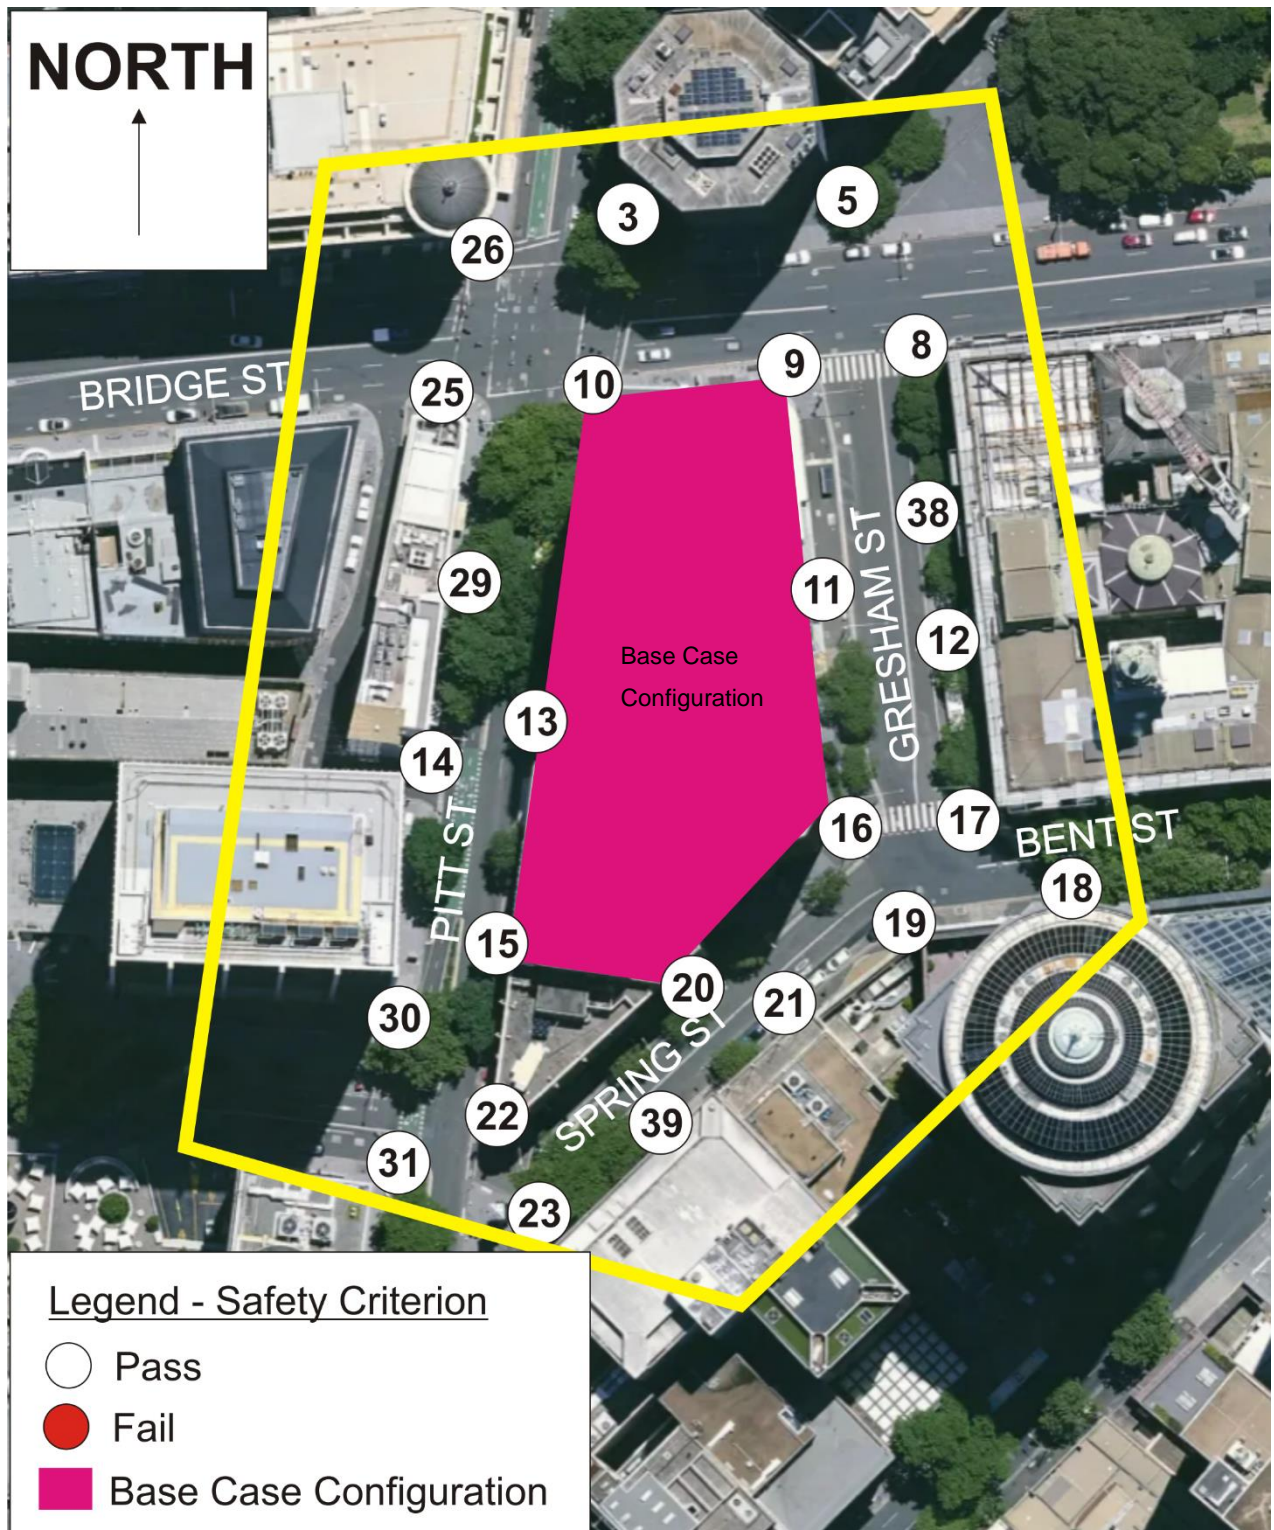 NORTH
3
5
26
8
9
10
25
BRIDGE ST
38
29
11
GRESHAM ST
12
Base Case
Configuration
13
14
PITT ST
16
17
BENT ST
18
19
15
20
21
30
SPRING ST
22
39
31
23
Legend - Safety Criterion
Pass
Fail
Base Case Configuration